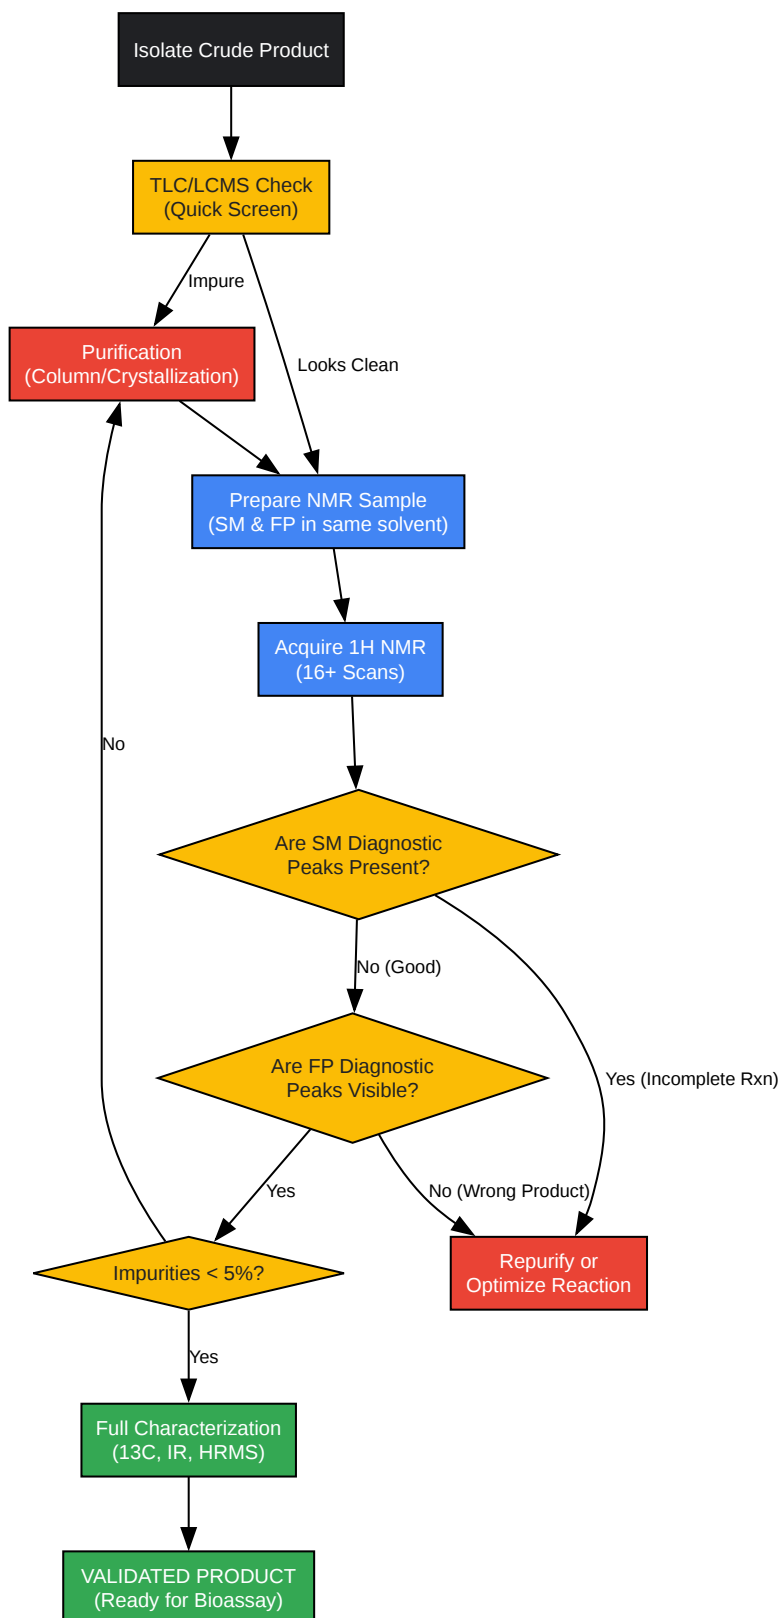 Isolate Crude Product
TLC/LCMS Check
(Quick Screen)
Impure
Purification
(Column/Crystallization)
Looks Clean
Prepare NMR Sample
(SM & FP in same solvent)
Acquire 1H NMR
(16+ Scans)
No
Are SM Diagnostic
Peaks Present?
No (Good)
Are FP Diagnostic
Peaks Visible?
Yes (Incomplete Rxn)
Yes
No (Wrong Product)
Impurities < 5%?
Repurify or
Optimize Reaction
Yes
Full Characterization
(13C, IR, HRMS)
VALIDATED PRODUCT
(Ready for Bioassay)